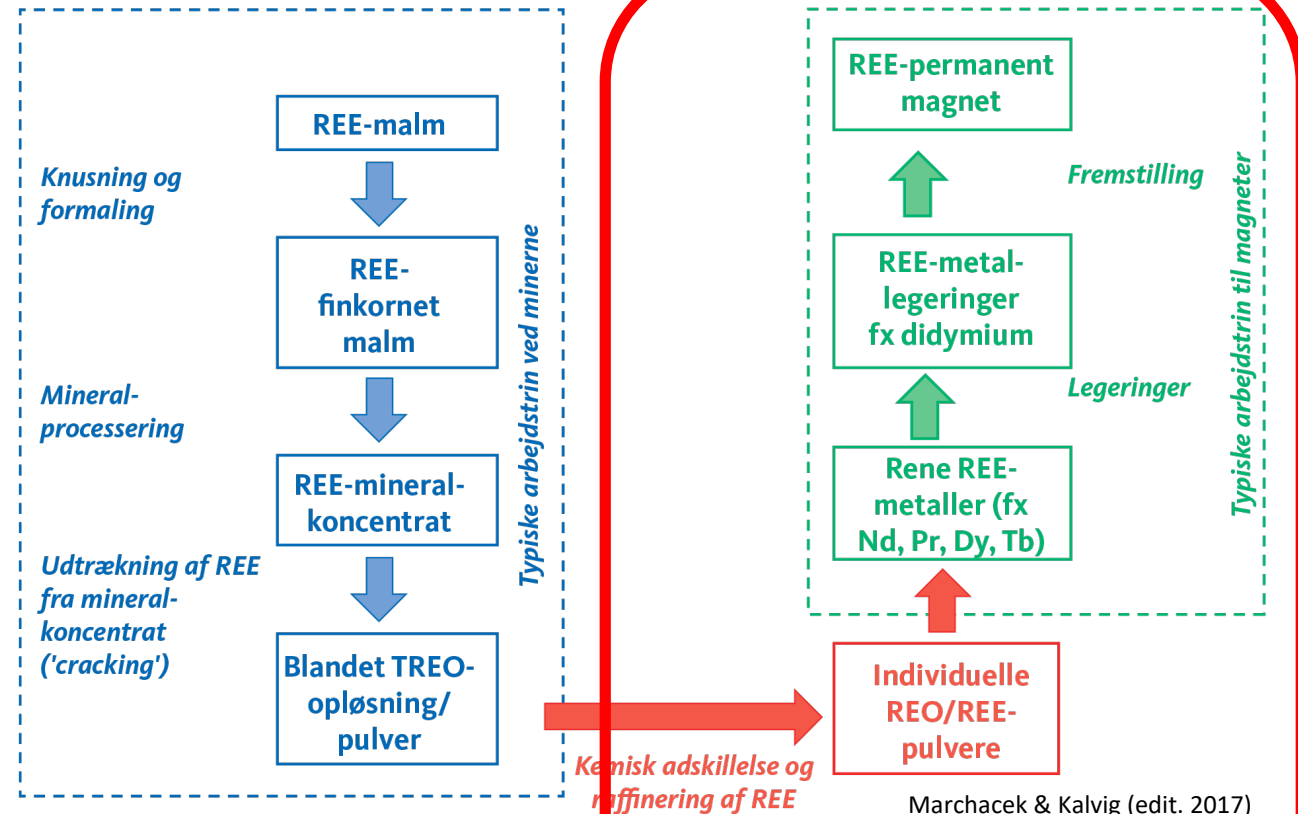 REE-malm
Knusning og
formaling
REE-
finkornet
malm
Mineral-
processering
REE-mineral-
koncentrat
Udtrækning af REE
fra mineral-
koncentrat
('cracking')
Blandet TREO-
opløsning/
pulver
Typiske arbejdstrin ved minerne
Kemisk adskillelse og
raffinering af REE
Individuelle
REO/REE-
pulvere
Rene REE-
metaller (fx
Nd, Pr, Dy, Tb)
Legeringer
REE-metal-
legeringer
fx didymium
Fremstilling
REE-permanent
magnet
Typiske arbejdstrin til magneter
Marchacek & Kalvig (edit. 2017)